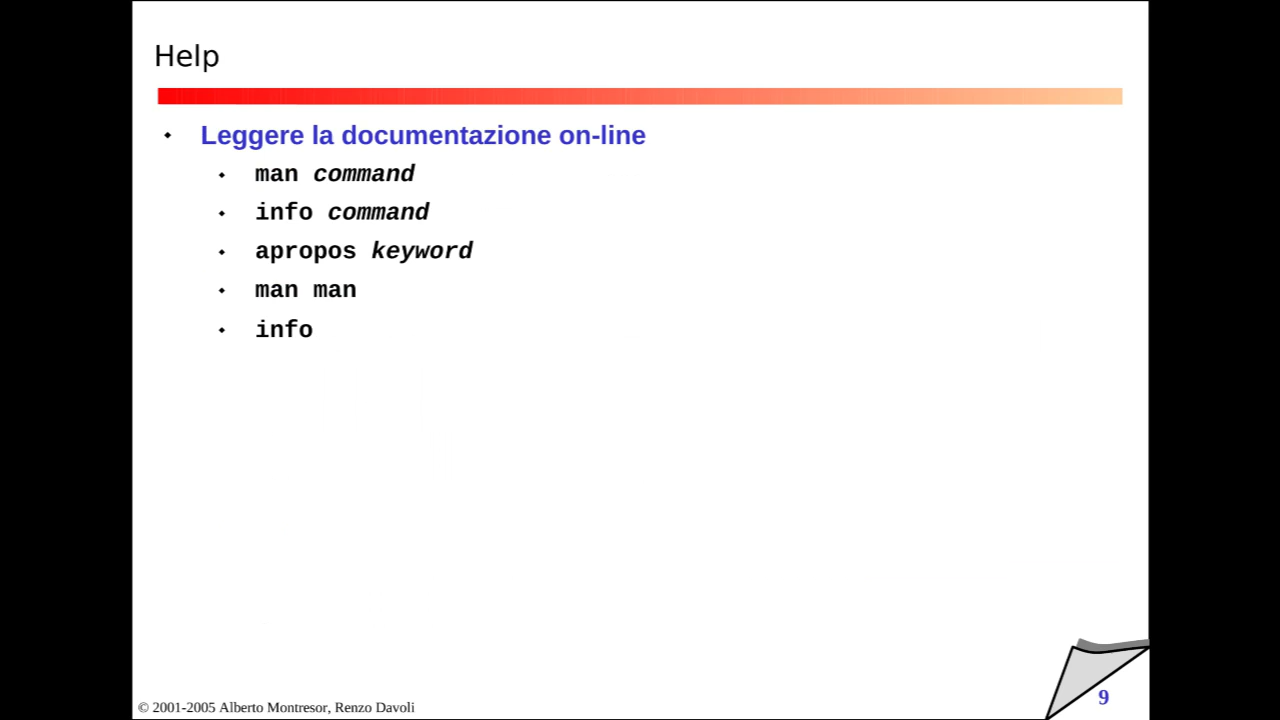 Help
Leggere la documentazione on-line
man command
info command
apropos keyword
man man
info
© 2001-2005 Alberto Montresor, Renzo Davoli
9